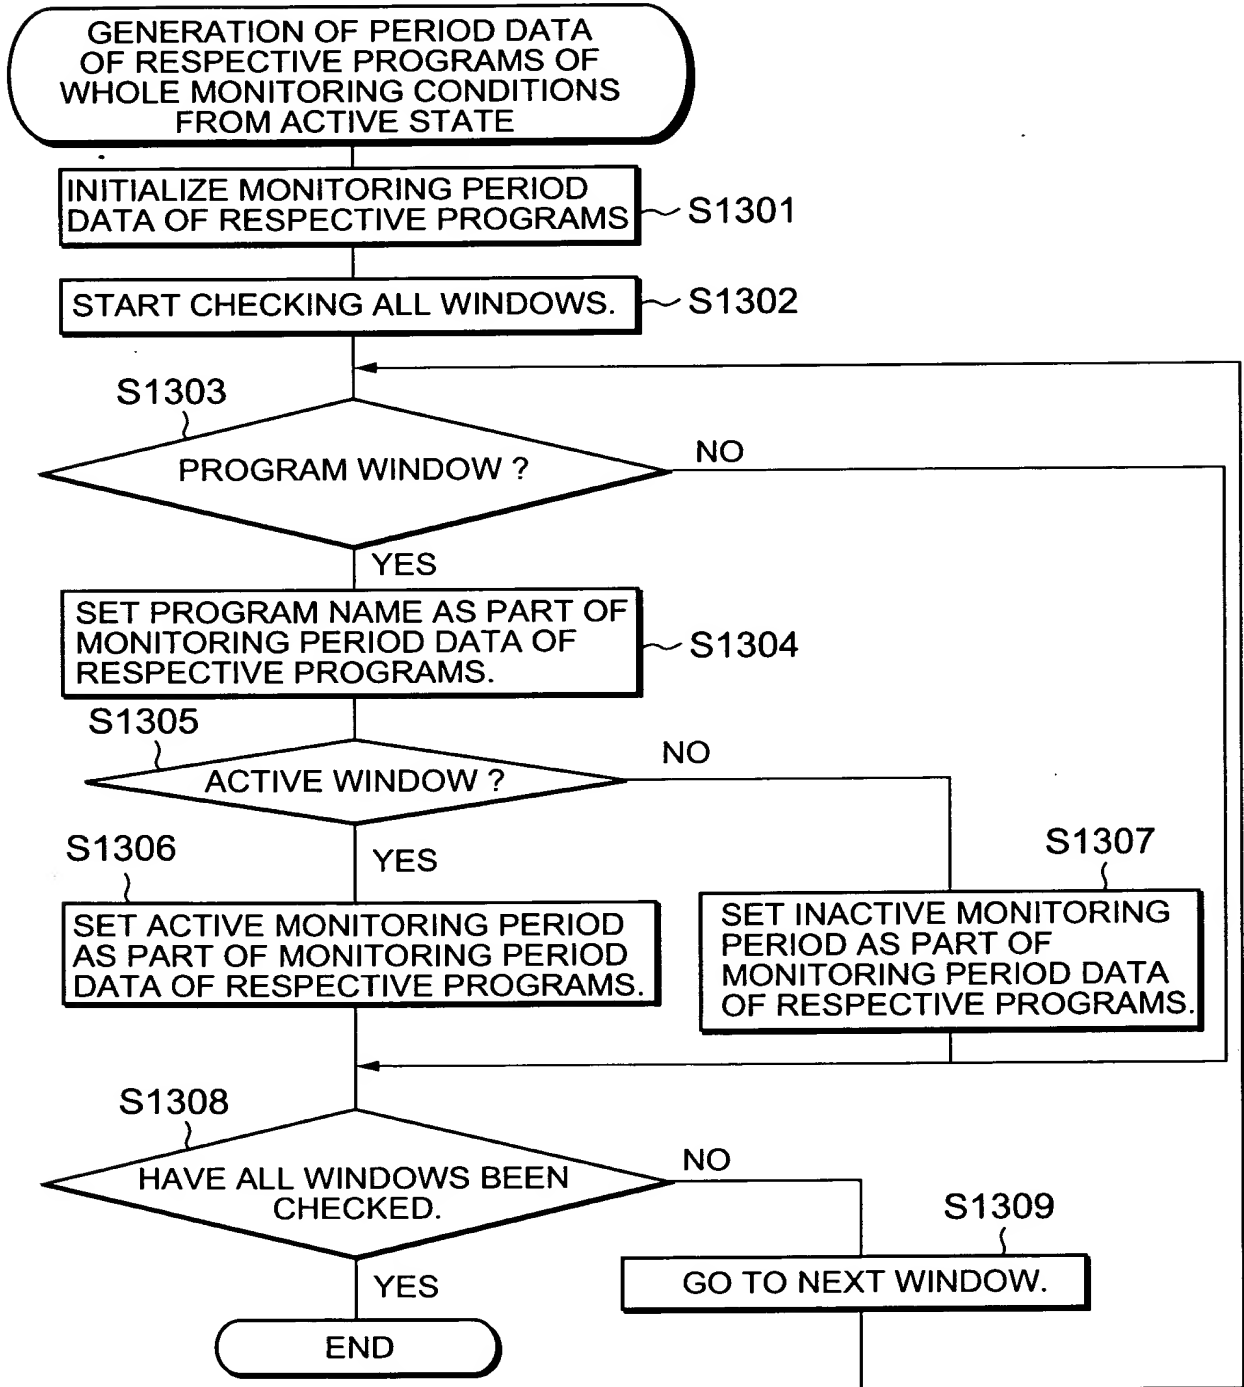 GENERATION OF PERIOD DATA
OF RESPECTIVE PROGRAMS OF
WHOLE MONITORING CONDITIONS
FROM ACTIVE STATE
INITIALIZE MONITORING PERIOD
DATA OF RESPECTIVE PROGRAMS
S1301
START CHECKING ALL WINDOWS.
S1302
S1303
PROGRAM WINDOW ?
NO
YES
SET PROGRAM NAME AS PART OF
MONITORING PERIOD DATA OF
RESPECTIVE PROGRAMS.
S1304
S1305
ACTIVE WINDOW ?
NO
YES
S1306
SET ACTIVE MONITORING PERIOD
AS PART OF MONITORING PERIOD
DATA OF RESPECTIVE PROGRAMS.
S1307
SET INACTIVE MONITORING
PERIOD AS PART OF
MONITORING PERIOD DATA
OF RESPECTIVE PROGRAMS.
S1308
HAVE ALL WINDOWS BEEN
CHECKED.
NO
YES
S1309
GO TO NEXT WINDOW.
END